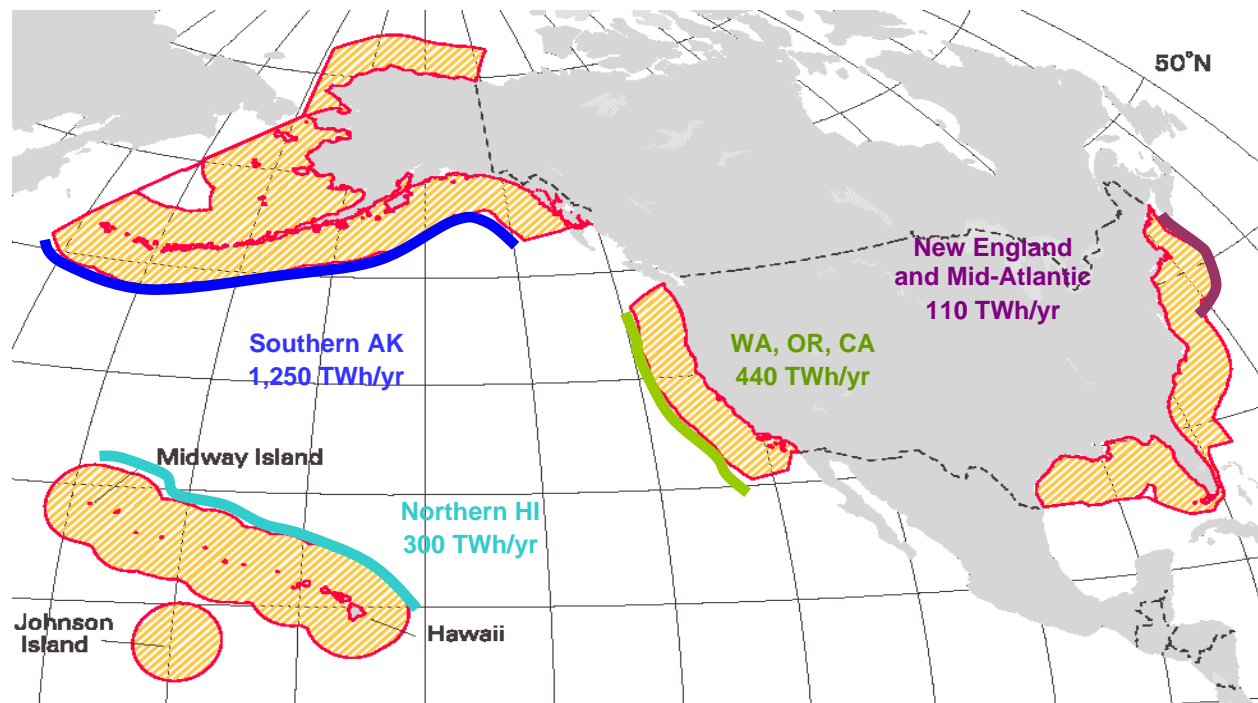 50°N
New England
and Mid-Atlantic
110 TWh/yr
Southern AK
1,250 TWh/yr
WA, OR, CA
440 TWh/yr
Midway Island
Northern HI
300 TWh/yr
Johnson
Island
Hawaii